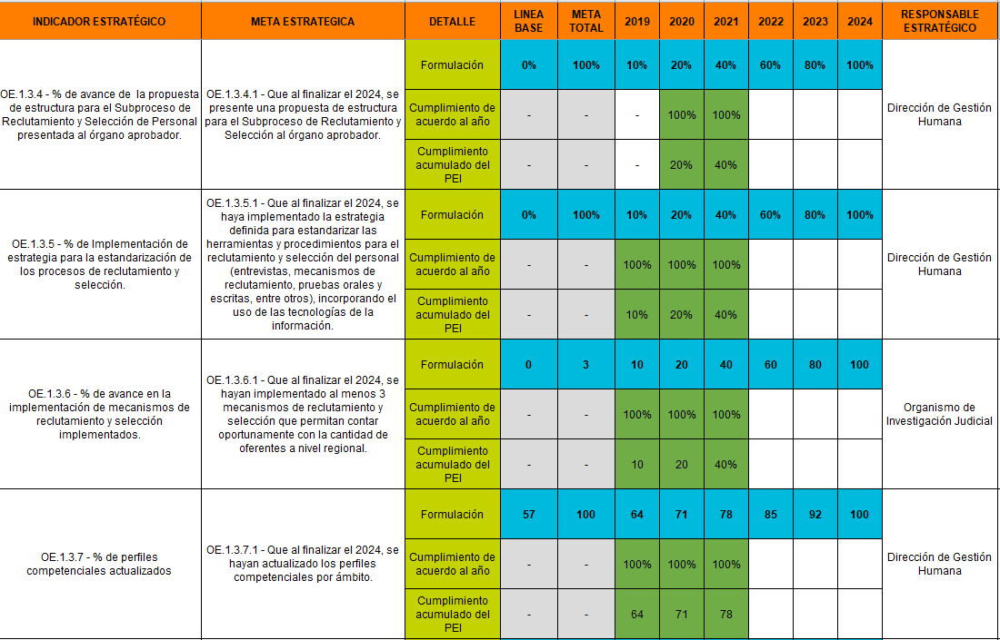 INDICADOR ESTRATÉGICO META ESTRATEGICA DETALLE LINEA BASE META TOTAL 2019 2020 2021 2022 2023 2024 RESPONSABLE ESTRATÉGICO
OE.1.3.4 - % de avance de la propuesta
de estructura para el Subproceso de
Reclutamiento y Selección de Personal
presentada al órgano aprobador.
OE.1.3.4.1 - Que al finalizar el 2024, se
presente una propuesta de estructura
para el Subproceso de Reclutamiento y
Selección al órgano aprobador.
Formulación 0% 100% 10% 20% 40% 60% 80% 100%
Cumplimiento de
acuerdo al año - - - 100% 100%
Cumplimiento
acumulado del
PEI - - - 20% 40%
Dirección de Gestión
Humana
OE.1.3.5 - % de Implementación de
estrategia para la estandarización de
los procesos de reclutamiento y
selección.
OE.1.3.5.1 - Que al finalizar el 2024, se
haya implementado la estrategia
definida para estandarizar las
herramientas y procedimientos para el
reclutamiento y selección del personal
(entrevistas, mecanismos de
reclutamiento, pruebas orales y
escritas, entre otros), incorporando el
uso de las tecnologías de la
información.
Formulación 0% 100% 10% 20% 40% 60% 80% 100%
Cumplimiento de
acuerdo al año - - 100% 100% 100%
Cumplimiento
acumulado del
PEI - - 10% 20% 40%
Dirección de Gestión
Humana
OE.1.3.6 - % de avance en la
implementación de mecanismos de
reclutamiento y selección
implementados.
OE.1.3.6.1 - Que al finalizar el 2024, se
hayan implementado al menos 3
mecanismos de reclutamiento y
selección que permitan contar
oportunamente con la cantidad de
oferentes a nivel regional.
Formulación 0 3 10 20 40 60 80 100
Cumplimiento de
acuerdo al año - - 100% 100% 100%
Cumplimiento
acumulado del
PEI - - 10 20 40%
Organismo de
Investigación Judicial
OE.1.3.7 - % de perfiles
competenciales actualizados
OE.1.3.7.1 - Que al finalizar el 2024, se
hayan actualizado los perfiles
competenciales por ámbito.
Formulación 57 100 64 71 78 85 92 100
Cumplimiento de
acuerdo al año - - 100% 100% 100%
Cumplimiento
acumulado del
PEI - - 64 71 78
Dirección de Gestión
Humana